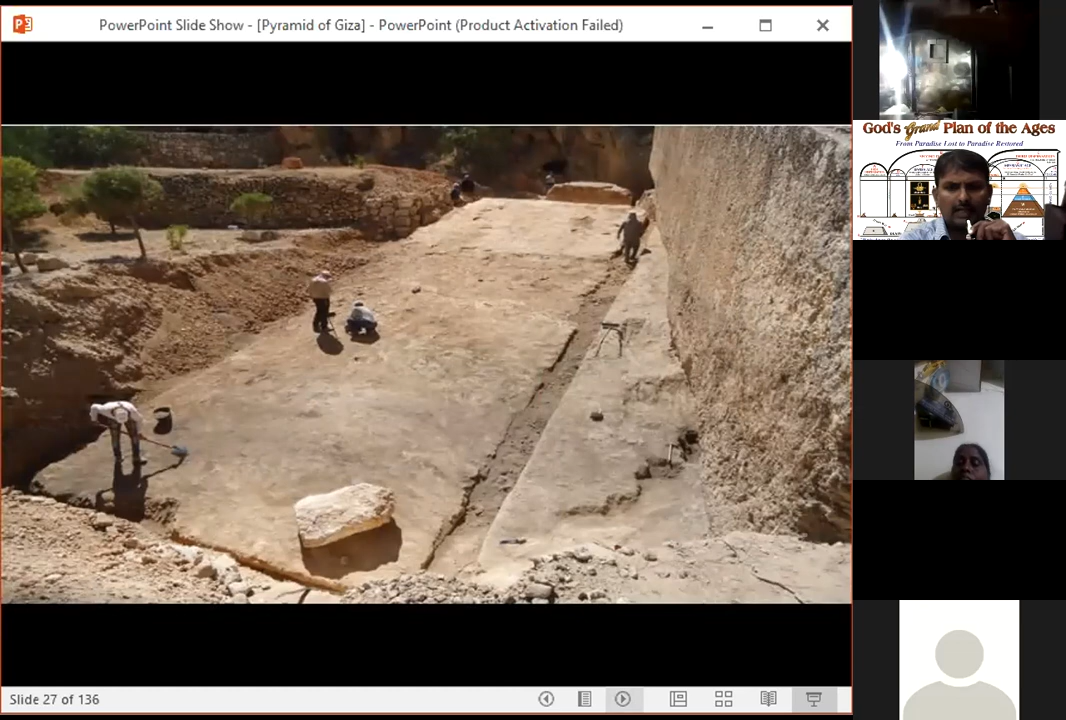 PowerPoint Slide Show - [Pyramid of Giza] - PowerPoint (Product Activation Failed)
God's Grand Plan of the Ages
From Paradise Lost to Paradise Restored
Slide 27 of 136